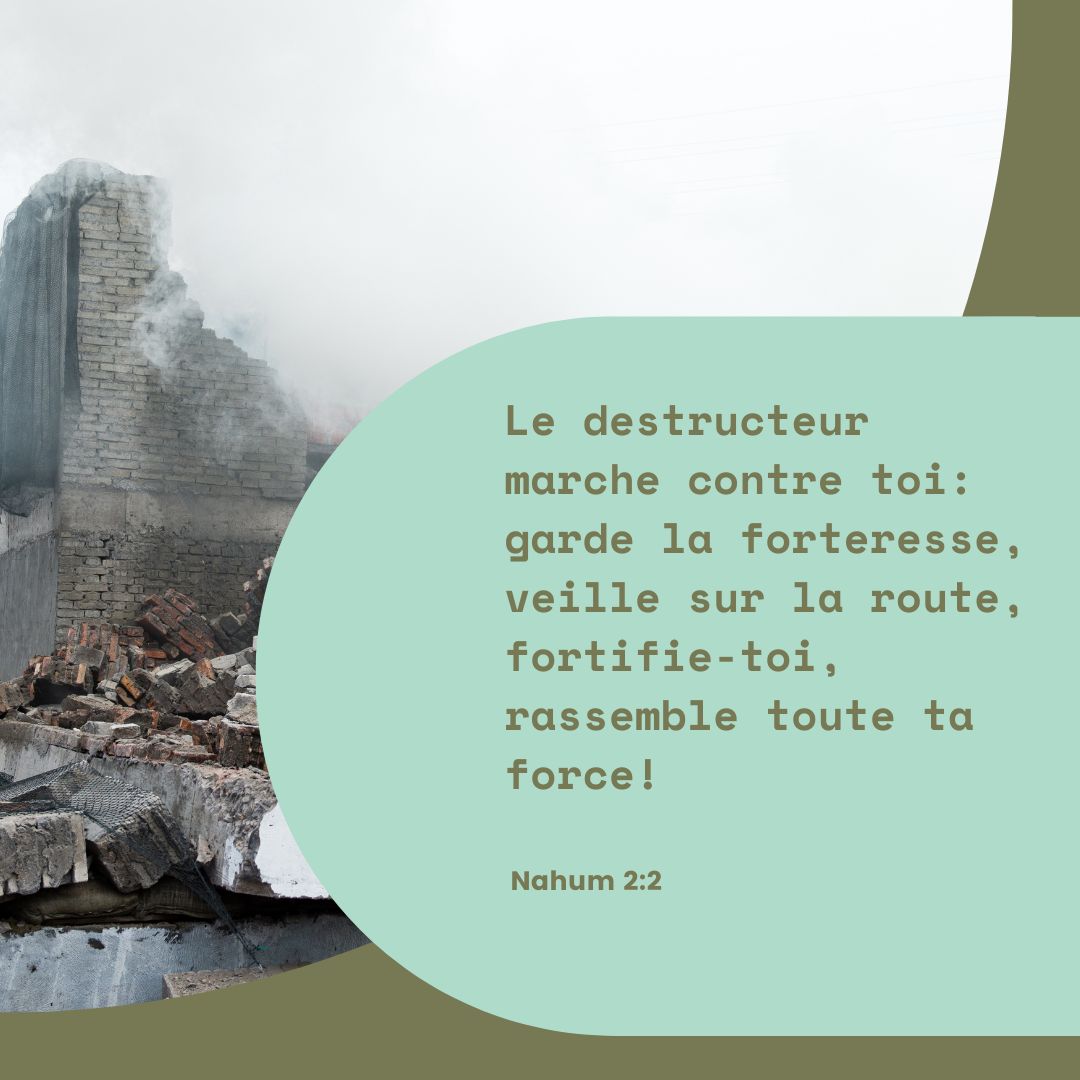 Le destructeur
marche contre toi:
garde la forteresse,
veille sur la route,
fortifie-toi,
rassemble toute ta
force!
Nahum 2:2